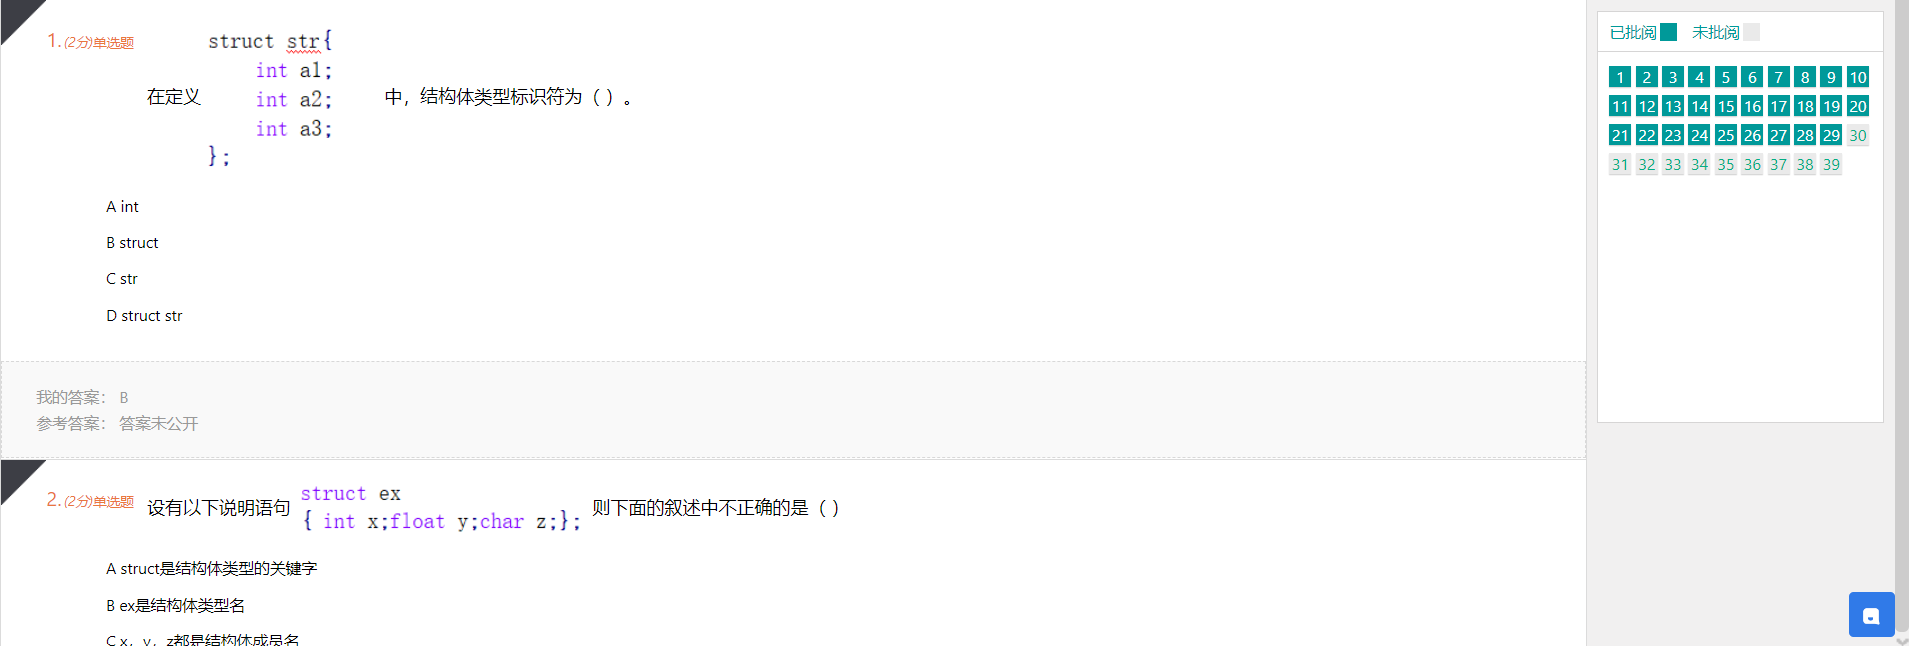 1.(2分)单选题
在定义
struct str{
int a1;
int a2;
int a3;
};
中，结构体类型标识符为（ ）。
A int
B struct
C str
D struct str
我的答案： B
参考答案： 答案未公开
2.(2分)单选题
设有以下说明语句
struct ex
{ int x;float y;char z;};
则下面的叙述中不正确的是（ ）
A struct是结构体类型的关键字
B ex是结构体类型名
C x，y，z都是结构体成员名
已批阅 未批阅
1 2 3 4 5 6 7 8 9 10
11 12 13 14 15 16 17 18 19 20
21 22 23 24 25 26 27 28 29 30
31 32 33 34 35 36 37 38 39